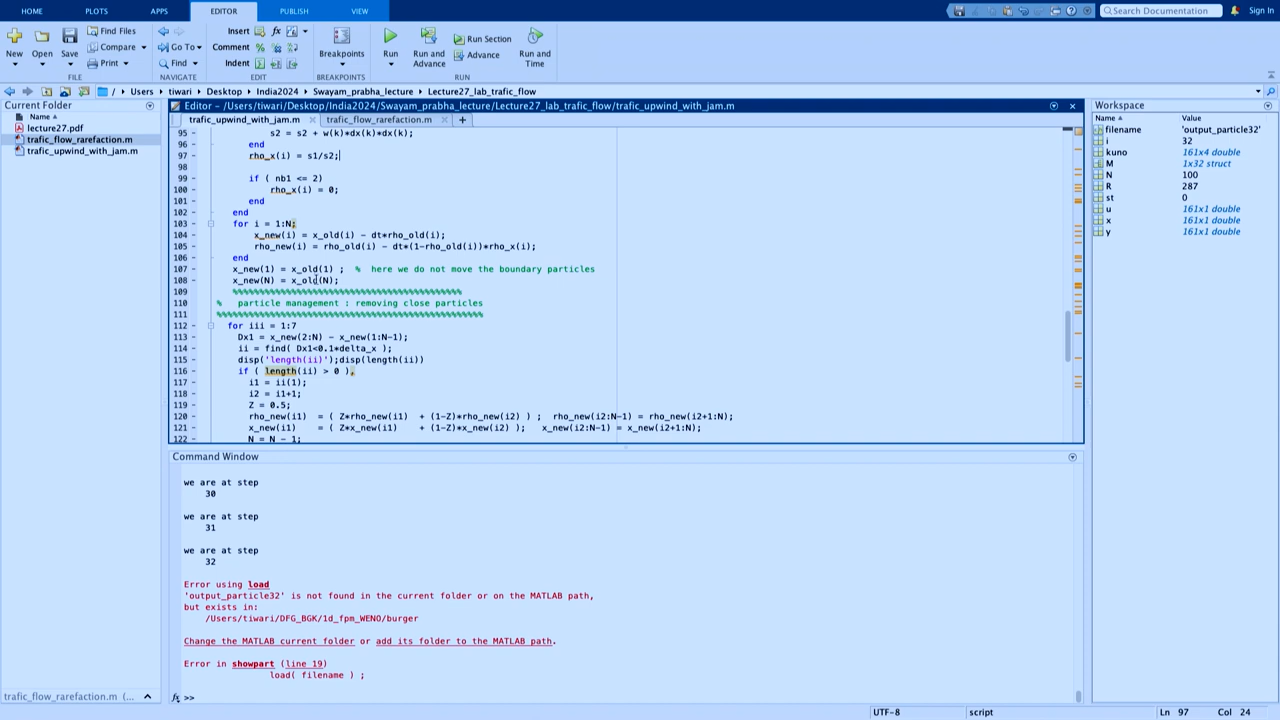 HOME PLOTS APPS EDITOR PUBLISH VIEW Search Documentation Sign In
New Open Save Find Files Compare Print Go To Find Insert fx Comment % Indent Breakpoints Run Run and Advance Run Section Advance Run and Time
FILE NAVIGATE EDIT BREAKPOINTS RUN
/ Users tiwari Desktop India2024 Swayam_prabha_lecture Lecture27_lab_trafic_flow
Current Folder
Name
lecture27.pdf
trafic_flow_rarefaction.m
trafic_upwind_with_jam.m
trafic_flow_rarefaction.m (...
Editor - /Users/tiwari/Desktop/India2024/Swayam_prabha_lecture/Lecture27_lab_trafic_flow/trafic_upwind_with_jam.m
trafic_upwind_with_jam.m trafic_flow_rarefaction.m +
95 - s2 = s2 + w(k)*dx(k)*dx(k);
96 - end
97 - rho_x(i) = s1/s2;
98
99 - if ( nb1 <= 2)
100 - rho_x(i) = 0;
101 - end
102 - end
103 - for i = 1:N;
104 - x_new(i) = x_old(i) - dt*rho_old(i);
105 - rho_new(i) = rho_old(i) - dt*(1-rho_old(i))*rho_x(i);
106 - end
107 - x_new(1) = x_old(1) ; % here we do not move the boundary particles
108 - x_new(N) = x_old(N);
109 %%%%%%%%%%%%%%%%%%%%%%%%%%%%%%%%%%%%%%%%%%%
110 % particle management : removing close particles
111 %%%%%%%%%%%%%%%%%%%%%%%%%%%%%%%%%%%%%%%%%%%%%%%%%%
112 - for iii = 1:7
113 - Dx1 = x_new(2:N) - x_new(1:N-1);
114 - ii = find( Dx1<0.1*delta_x );
115 - disp('length(ii)');disp(length(ii))
116 - if ( length(ii) > 0 ),
117 - i1 = ii(1);
118 - i2 = i1+1;
119 - Z = 0.5;
120 - rho_new(i1) = ( Z*rho_new(i1) + (1-Z)*rho_new(i2) ) ; rho_new(i2:N-1) = rho_new(i2+1:N);
121 - x_new(i1) = ( Z*x_new(i1) + (1-Z)*x_new(i2) ); x_new(i2:N-1) = x_new(i2+1:N);
122 - N = N - 1;
Command Window
we are at step
30
we are at step
31
we are at step
32
Error using load
'output_particle32' is not found in the current folder or on the MATLAB path,
but exists in:
/Users/tiwari/DFG_BGK/1d_fpm_WENO/burger
Change the MATLAB current folder or add its folder to the MATLAB path.
Error in showpart (line 19)
load( filename ) ;
fx >>
Workspace
Name Value
filename 'output_particle32'
i 32
kuno 161x4 double
M 1x32 struct
N 100
R 287
st 0
u 161x1 double
x 161x1 double
y 161x1 double
UTF-8 script Ln 97 Col 24